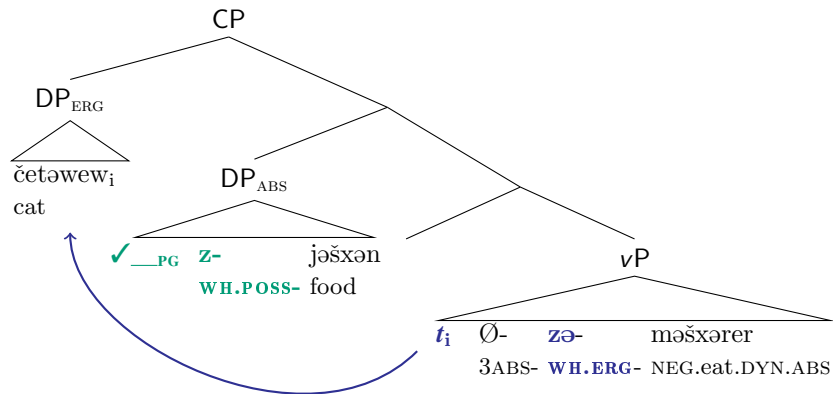 CP
DP_ERG
četəwew_i
cat
DP_ABS
✓__PG z- jəšxən
WH.POSS- food
vP
t_i Ø- zə- məšxərer
3ABS- WH.ERG- NEG.eat.DYN.ABS